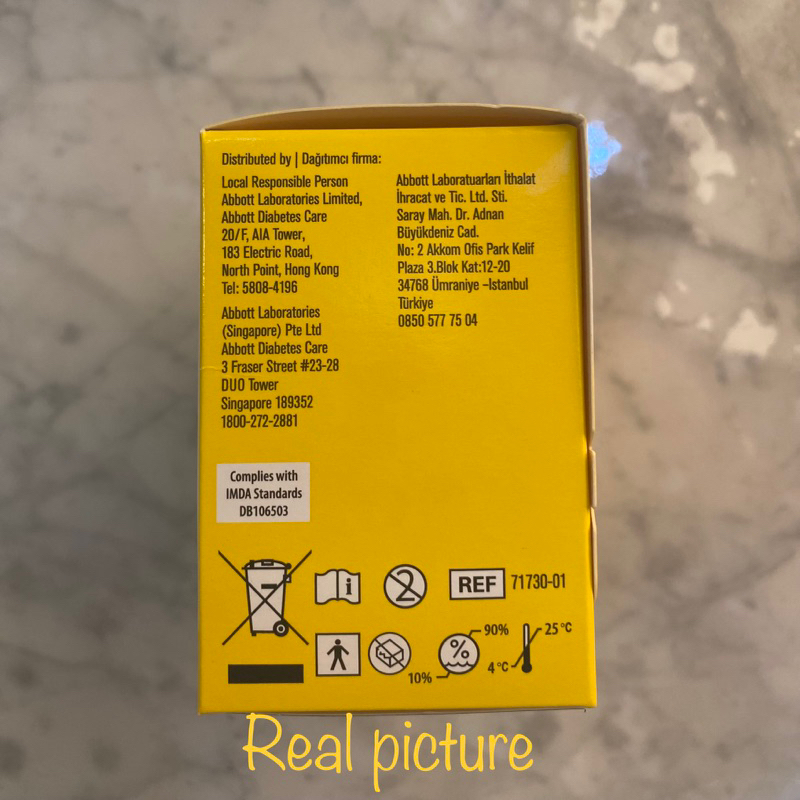 Distributed by | Dağıtımcı firma:
Local Responsible Person
Abbott Laboratories Limited,
Abbott Diabetes Care
20/F, AIA Tower,
183 Electric Road,
North Point, Hong Kong
Tel: 5808-4196
Abbott Laboratories
(Singapore) Pte Ltd
Abbott Diabetes Care
3 Fraser Street #23-28
DUO Tower
Singapore 189352
1800-272-2881
Abbott Laboratuarları İthalat
İhracat ve Tic. Ltd. Sti.
Saray Mah. Dr. Adnan
Büyükdeniz Cad.
No: 2 Akkom Ofis Park Kelif
Plaza 3.Blok Kat:12-20
34768 Ümraniye –Istanbul
Türkiye
0850 577 75 04
Complies with
IMDA Standards
DB106503
i
2
REF 71730-01
%
90%
10%
25 °C
4 °C
Real picture